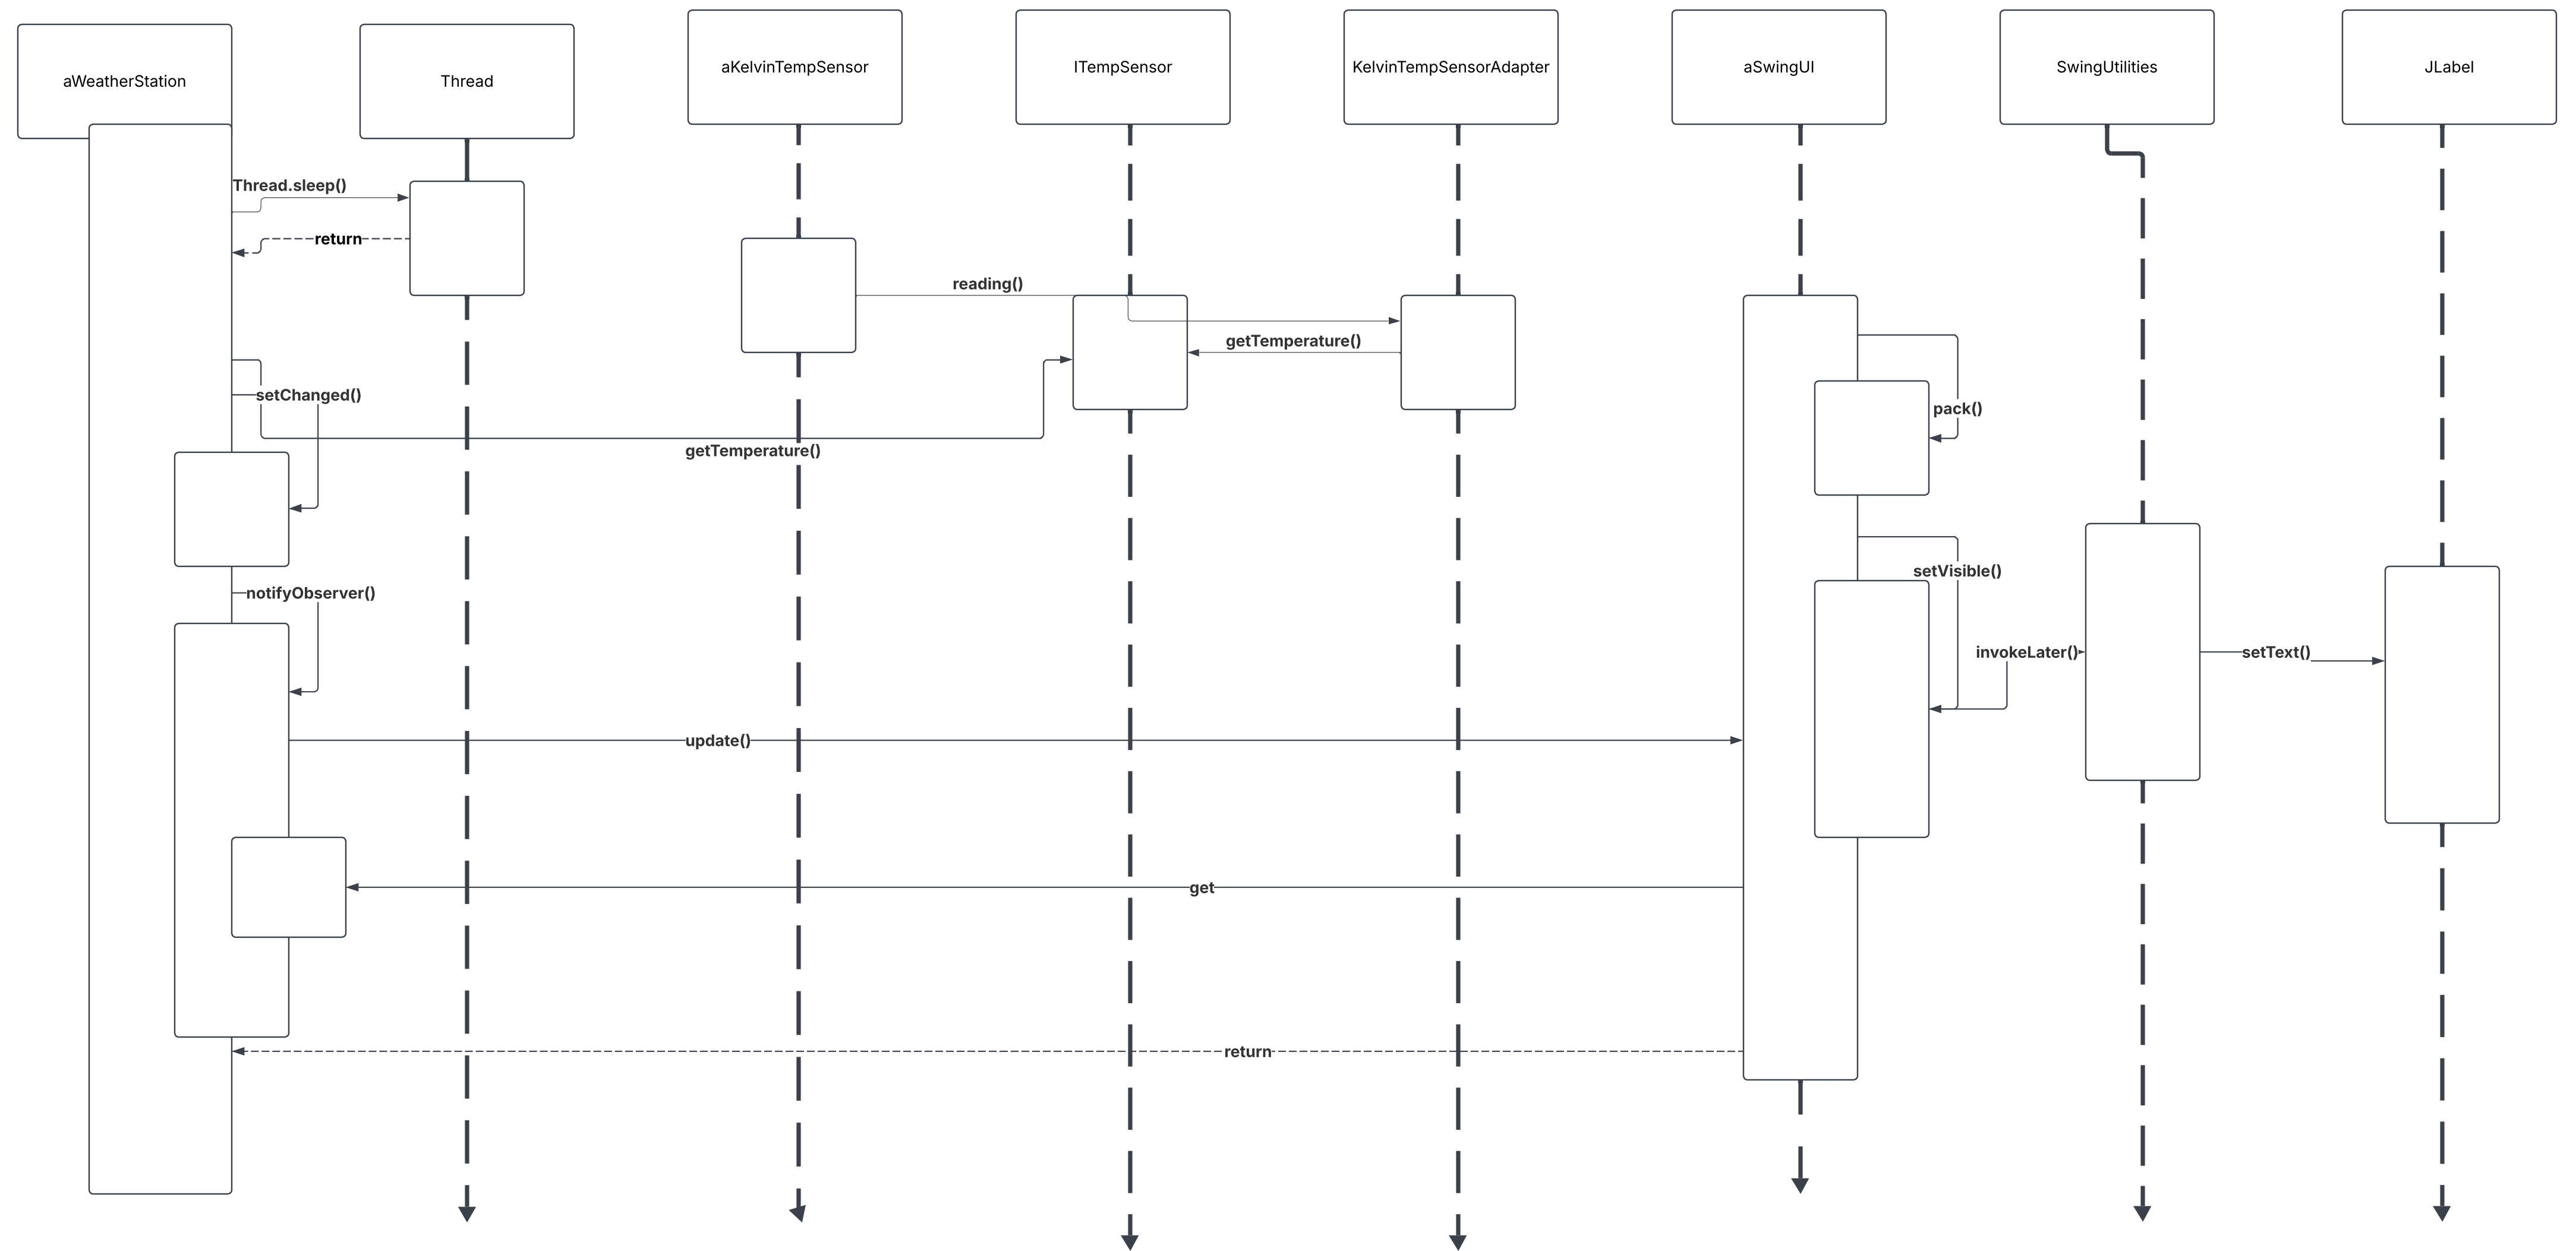 aWeatherStation
Thread
aKelvinTempSensor
ITempSensor
KelvinTempSensorAdapter
aSwingUI
SwingUtilities
JLabel
Thread.sleep()
return
reading()
getTemperature()
setChanged()
pack()
getTemperature()
setVisible()
notifyObserver()
invokeLater()
setText()
update()
get
return